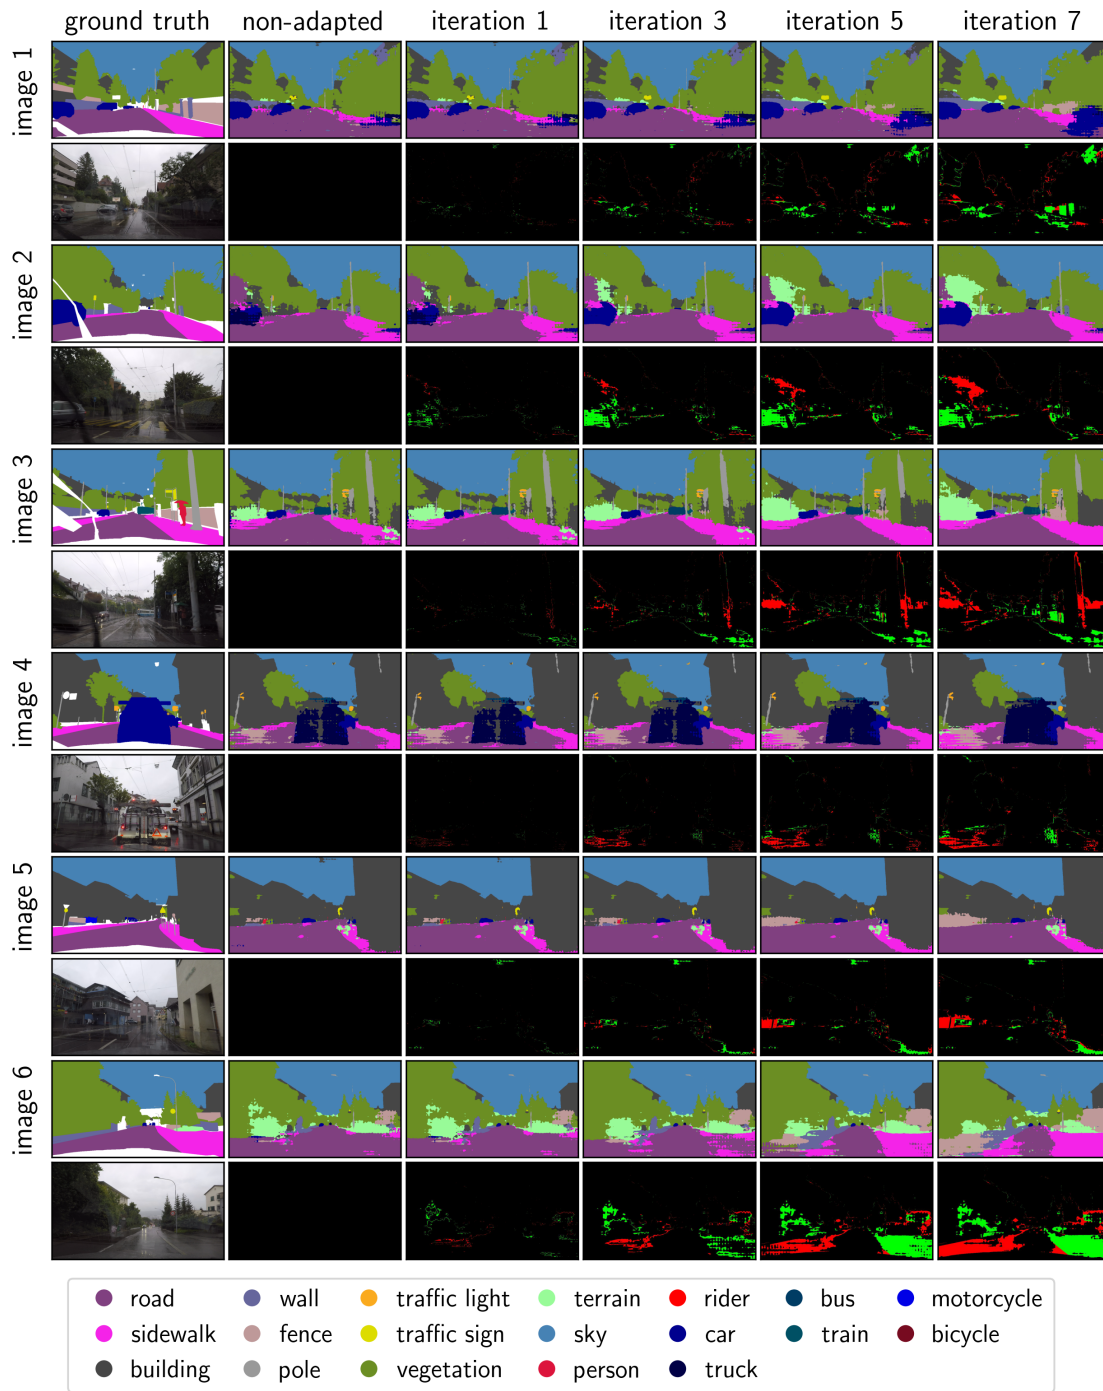 ground truth non-adapted iteration 1 iteration 3 iteration 5 iteration 7
image 1
image 2
image 3
image 4
image 5
image 6
road wall traffic light terrain rider bus motorcycle
sidewalk fence traffic sign sky car train bicycle
building pole vegetation person truck